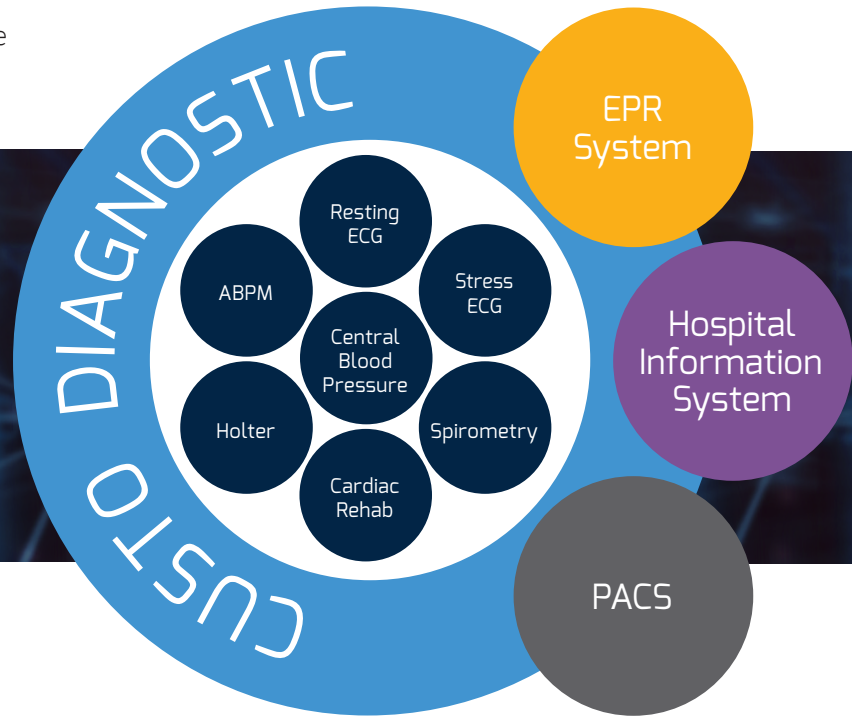 e
CUSTO DIAGNOSTIC
EPR
System
Resting
ECG
ABPM
Stress
ECG
Central
Blood
Pressure
Hospital
Information
System
Holter
Spirometry
Cardiac
Rehab
PACS